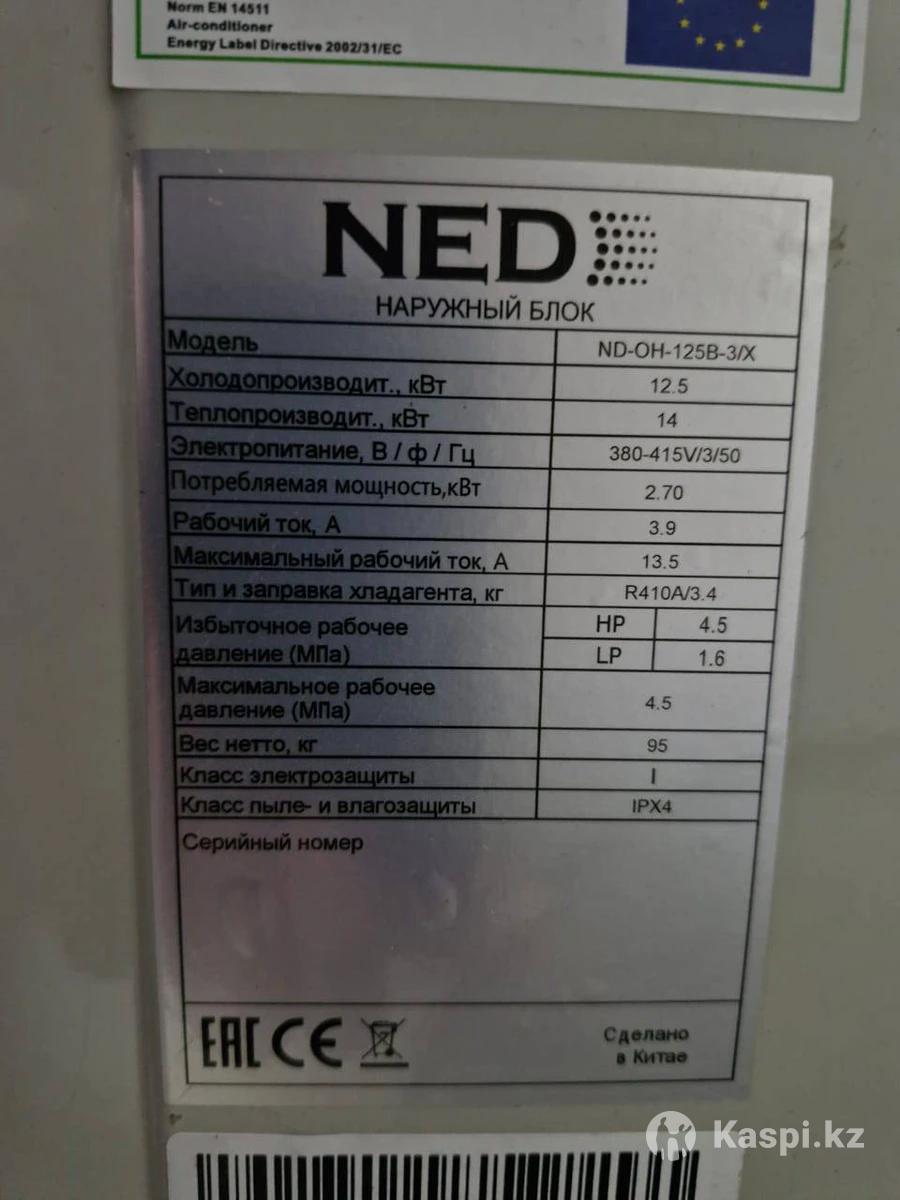 Norm EN 14511
Air-conditioner
Energy Label Directive 2002/31/EC
NED
НАРУЖНЫЙ БЛОК
Модель ND-OH-125B-3/X
Холодопроизводит., кВт 12.5
Теплопроизводит., кВт 14
Электропитание, В / ф / Гц 380-415V/3/50
Потребляемая мощность,кВт 2.70
Рабочий ток, А 3.9
Максимальный рабочий ток, А 13.5
Тип и заправка хладагента, кг R410A/3.4
Избыточное рабочее HP 4.5
давление (МПа) LP 1.6
Максимальное рабочее
давление (МПа) 4.5
Вес нетто, кг 95
Класс электрозащиты I
Класс пыле- и влагозащиты IPX4
Серийный номер
EAC CE Сделано
в Китае
Kaspi.kz